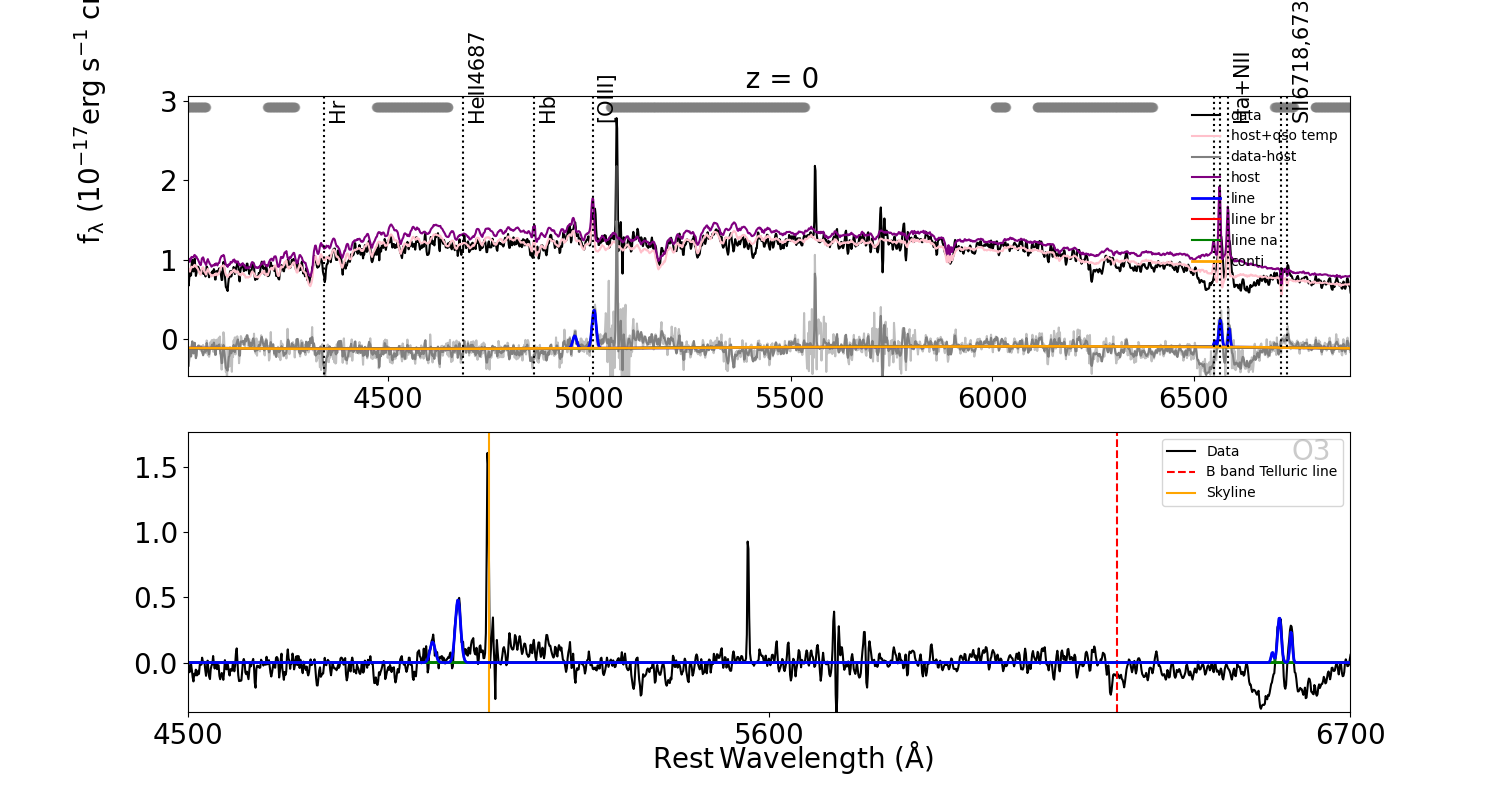 z = 0
f_λ (10^−17 erg s^−1
Hr
HeII4687
Hb
[OIII]
Ha+NII
SII6718,673
data
host+qso temp
data-host
host
line
line br
line na
conti
3
2
1
0
4500 5000 5500 6000 6500
O3
Data
B band Telluric line
Skyline
1.5
1.0
0.5
0.0
4500 5600 6700
Rest Wavelength (Å)